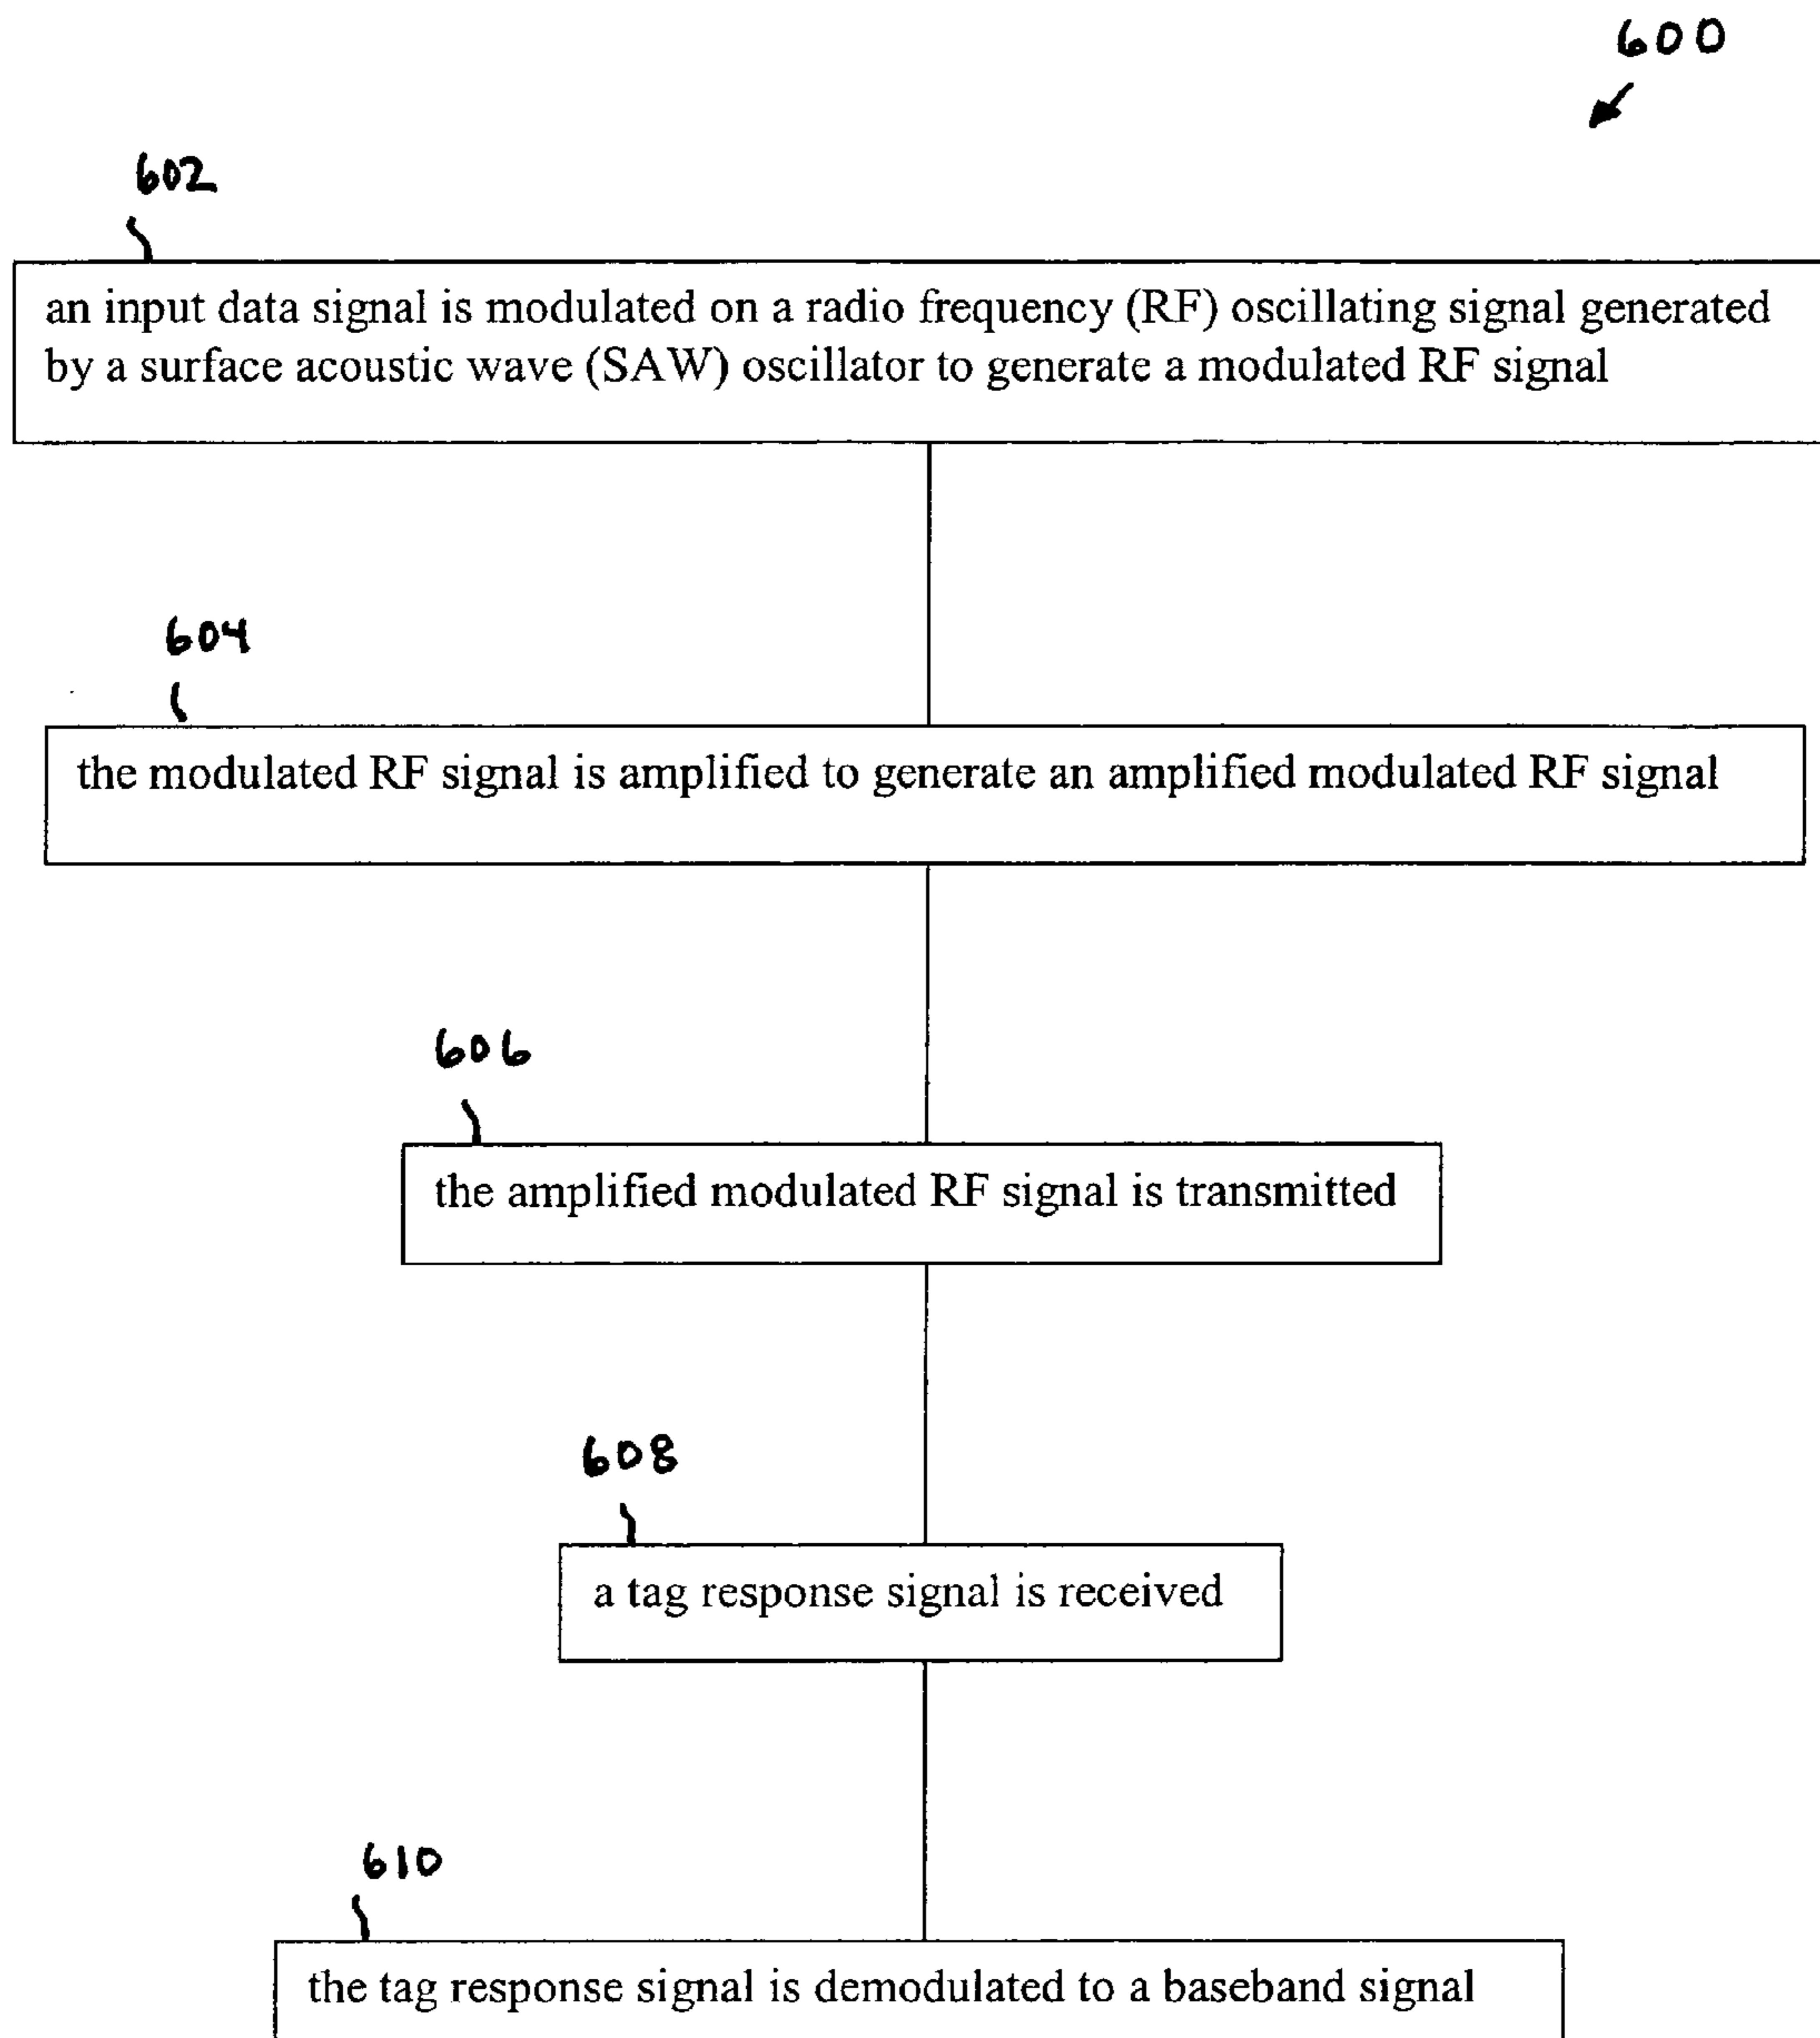 600
602
an input data signal is modulated on a radio frequency (RF) oscillating signal generated
by a surface acoustic wave (SAW) oscillator to generate a modulated RF signal
604
the modulated RF signal is amplified to generate an amplified modulated RF signal
606
the amplified modulated RF signal is transmitted
608
a tag response signal is received
610
the tag response signal is demodulated to a baseband signal